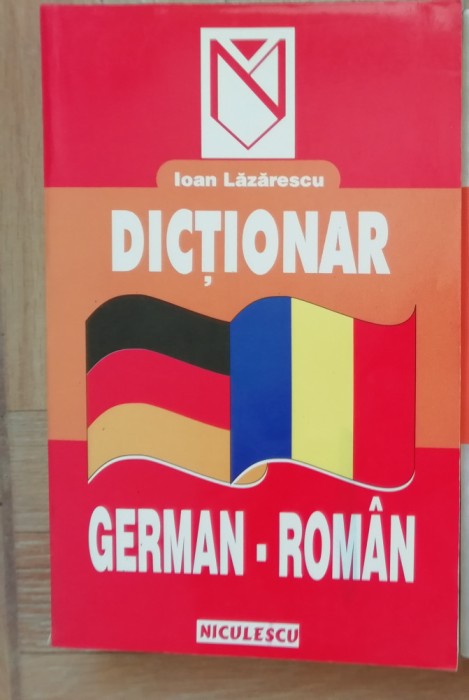 Ioan Lăzărescu
DICȚIONAR
GERMAN - ROMÂN
NICULESCU